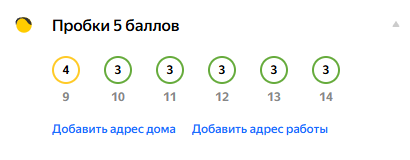 Пробки 5 баллов
4 3 3 3 3 3
9 10 11 12 13 14
Добавить адрес дома Добавить адрес работы